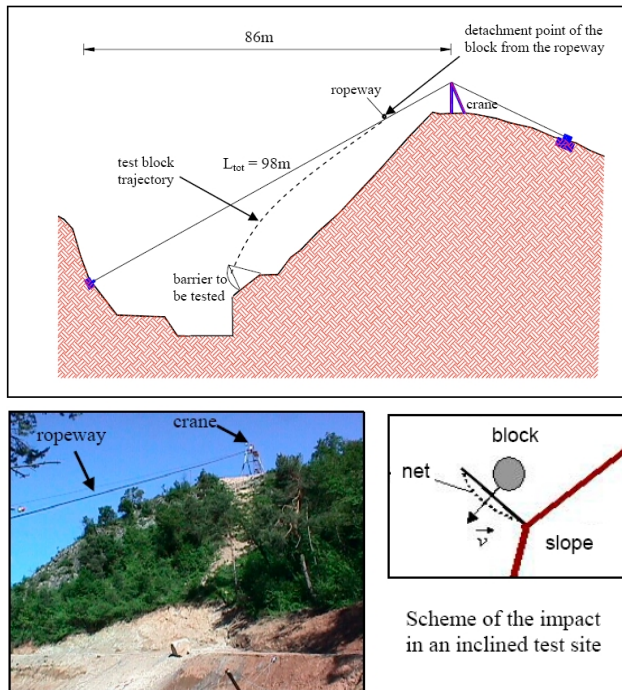 86m
detachment point of the
block from the ropeway
ropeway
crane
test block
trajectory
L_tot = 98m
barrier to
be tested
ropeway
crane
block
net
v
slope
Scheme of the impact
in an inclined test site